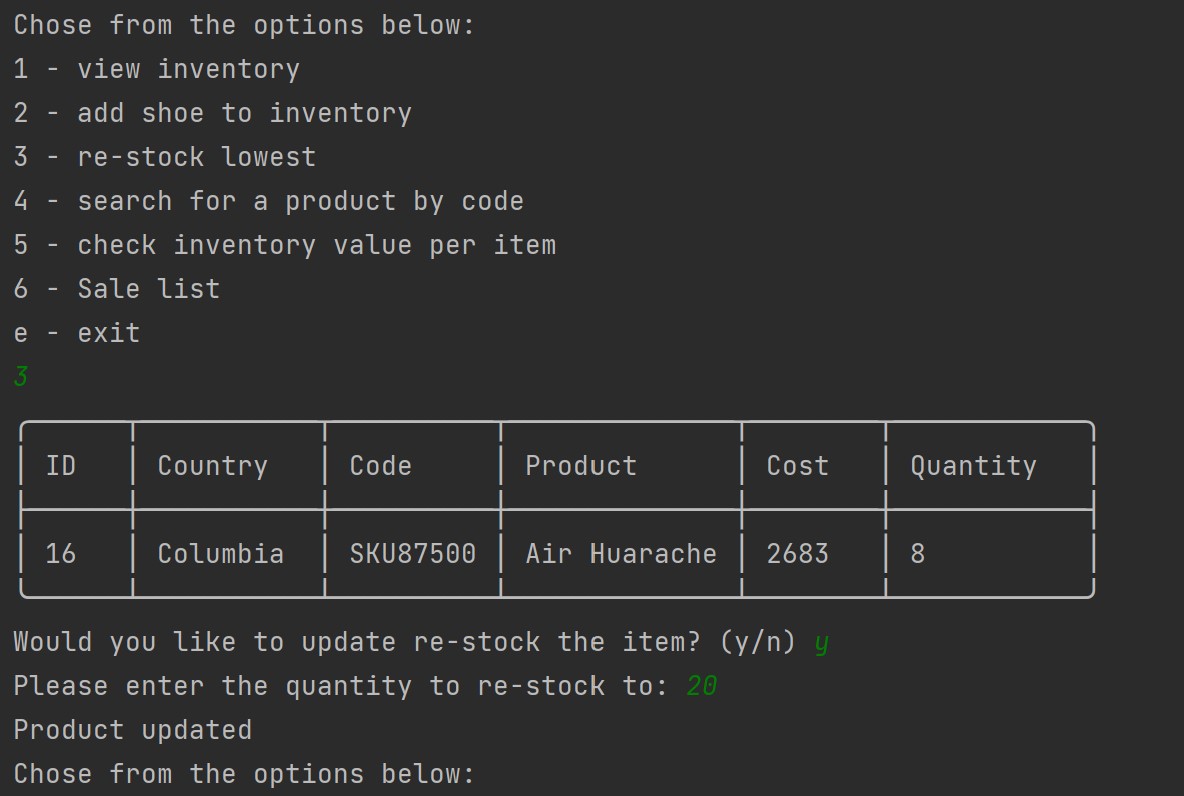 Chose from the options below:
1 - view inventory
2 - add shoe to inventory
3 - re-stock lowest
4 - search for a product by code
5 - check inventory value per item
6 - Sale list
e - exit
3
ID Country Code Product Cost Quantity
16 Columbia SKU87500 Air Huarache 2683 8
Would you like to update re-stock the item? (y/n) y
Please enter the quantity to re-stock to: 20
Product updated
Chose from the options below: